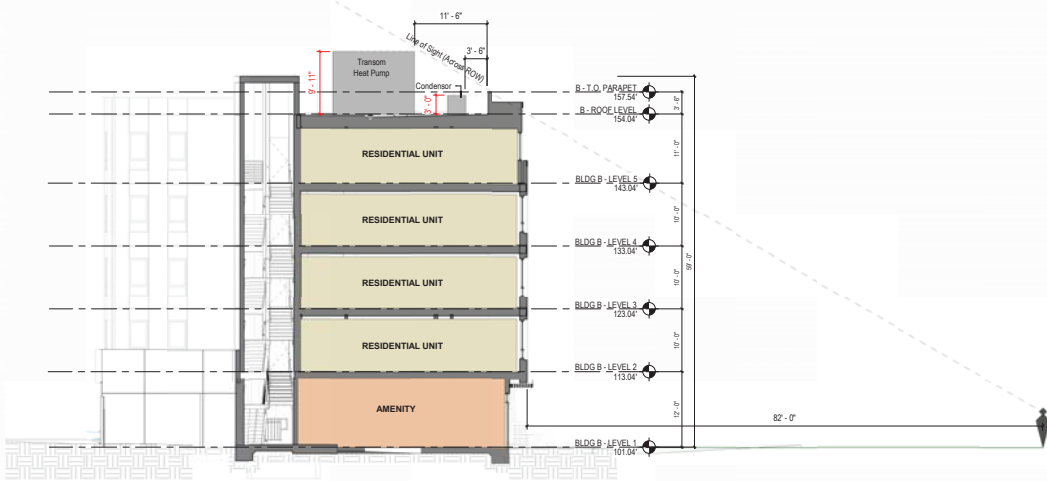 11' - 6"
Line of Sight (Across ROW)
3' - 6"
Transom
Heat Pump
9' - 11"
Condensor
3' - 0"
B - T.O. PARAPET
157.54'
3' - 6"
B - ROOF LEVEL
154.04'
RESIDENTIAL UNIT
11' - 0"
BLDG B - LEVEL 5
143.04'
RESIDENTIAL UNIT
10' - 0"
BLDG B - LEVEL 4
133.04'
59' - 0"
RESIDENTIAL UNIT
10' - 0"
BLDG B - LEVEL 3
123.04'
RESIDENTIAL UNIT
10' - 0"
BLDG B - LEVEL 2
113.04'
AMENITY
12' - 0"
82' - 0"
BLDG B - LEVEL 1
101.04'